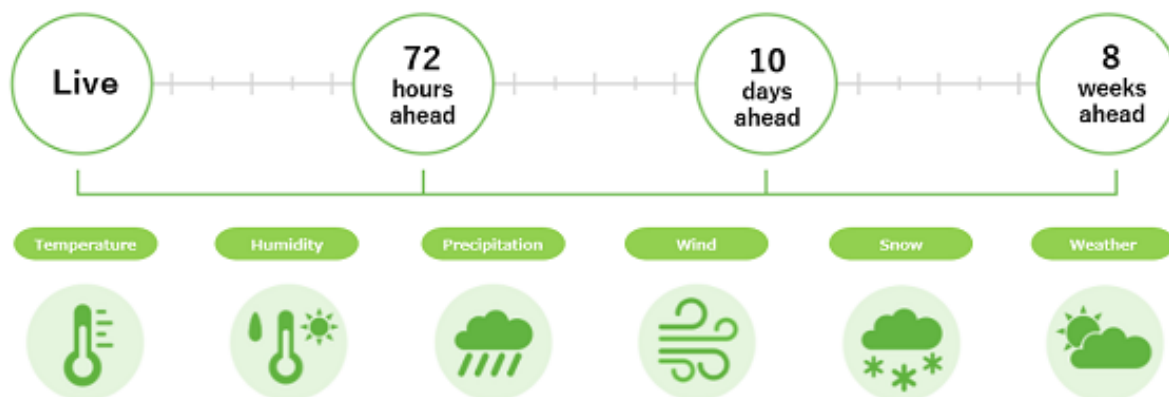 Live
72
hours
ahead
10
days
ahead
8
weeks
ahead
Temperature
Humidity
Precipitation
Wind
Snow
Weather